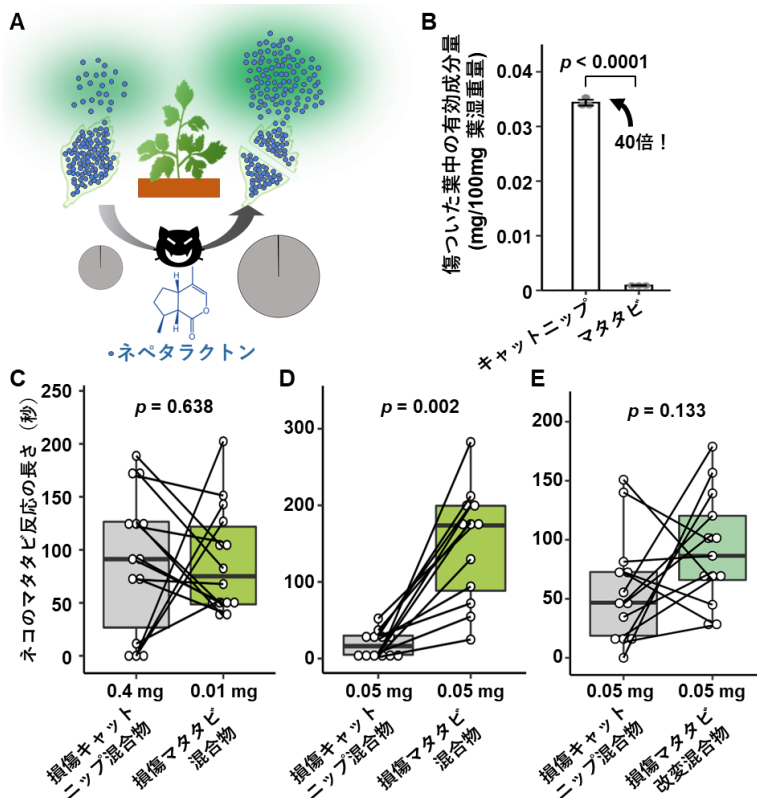 A
ネペタラクトン
H
H
O
O
B
傷ついた葉中の有効成分量
(mg/100mg 葉湿重量)
p < 0.0001
0.04
0.03
0.02
0.01
0
40倍！
キャットニップ
マタタビ
C
ネコのマタタビ反応の長さ（秒）
p = 0.638
250
200
150
100
50
0
0.4 mg
0.01 mg
損傷キャット
ニップ混合物
損傷マタタビ
混合物
D
p = 0.002
300
200
100
0
0.05 mg
0.05 mg
損傷キャット
ニップ混合物
損傷マタタビ
混合物
E
p = 0.133
200
150
100
50
0
0.05 mg
0.05 mg
損傷キャット
ニップ混合物
損傷マタタビ
改変混合物